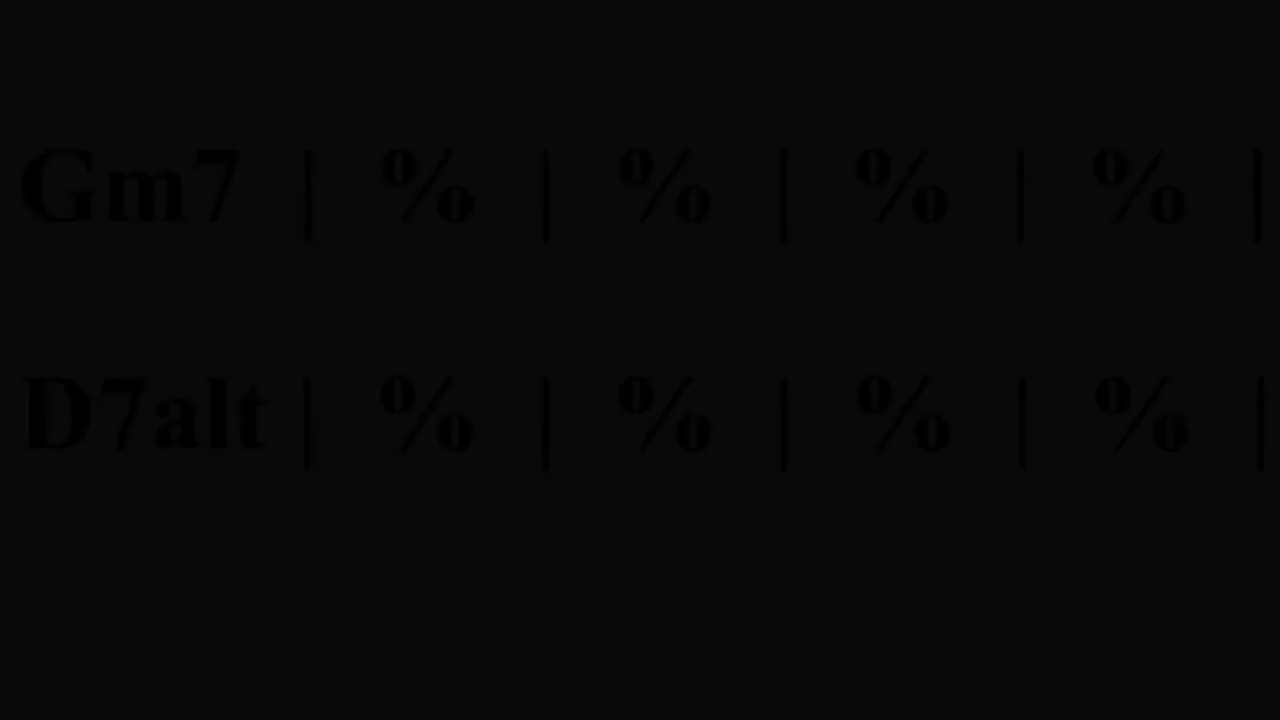 Gm7 | % | % | % | % |
D7alt | % | % | % | % |